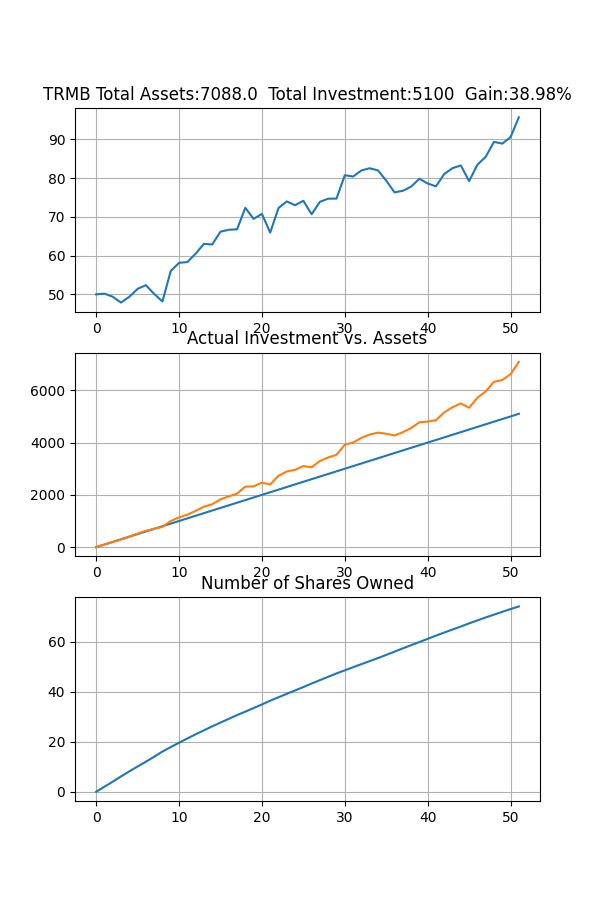 TRMB Total Assets:7088.0  Total Investment:5100  Gain:38.98%
90
80
70
60
50
0 10 20 30 40 50
Actual Investment vs. Assets
6000
4000
2000
0
0 10 20 30 40 50
Number of Shares Owned
60
40
20
0
0 10 20 30 40 50